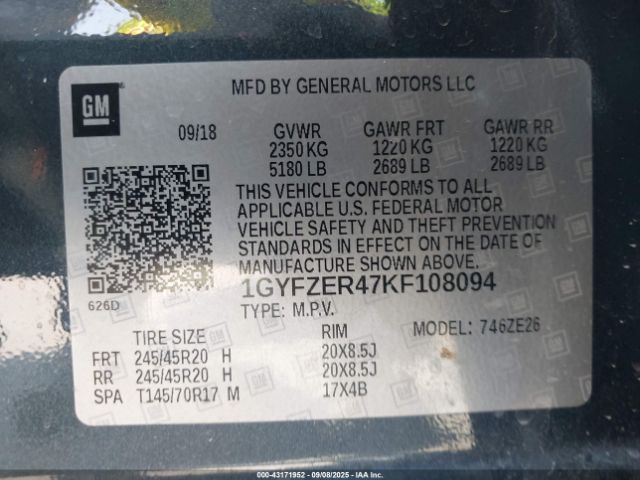 GM
MFD BY GENERAL MOTORS LLC
09/18 GVWR GAWR FRT GAWR RR
2350 KG 1220 KG 1220 KG
5180 LB 2689 LB 2689 LB
THIS VEHICLE CONFORMS TO ALL
APPLICABLE U.S. FEDERAL MOTOR
VEHICLE SAFETY AND THEFT PREVENTION
STANDARDS IN EFFECT ON THE DATE OF
MANUFACTURE SHOWN ABOVE.
626D
1GYFZER47KF108094
TYPE: M.P.V. MODEL: 746ZE26
TIRE SIZE RIM
FRT 245/45R20 H 20X8.5J
RR 245/45R20 H 20X8.5J
SPA T145/70R17 M 17X4B
© IAA 00-43171952 - 09/08/2025 - IAAI.COM